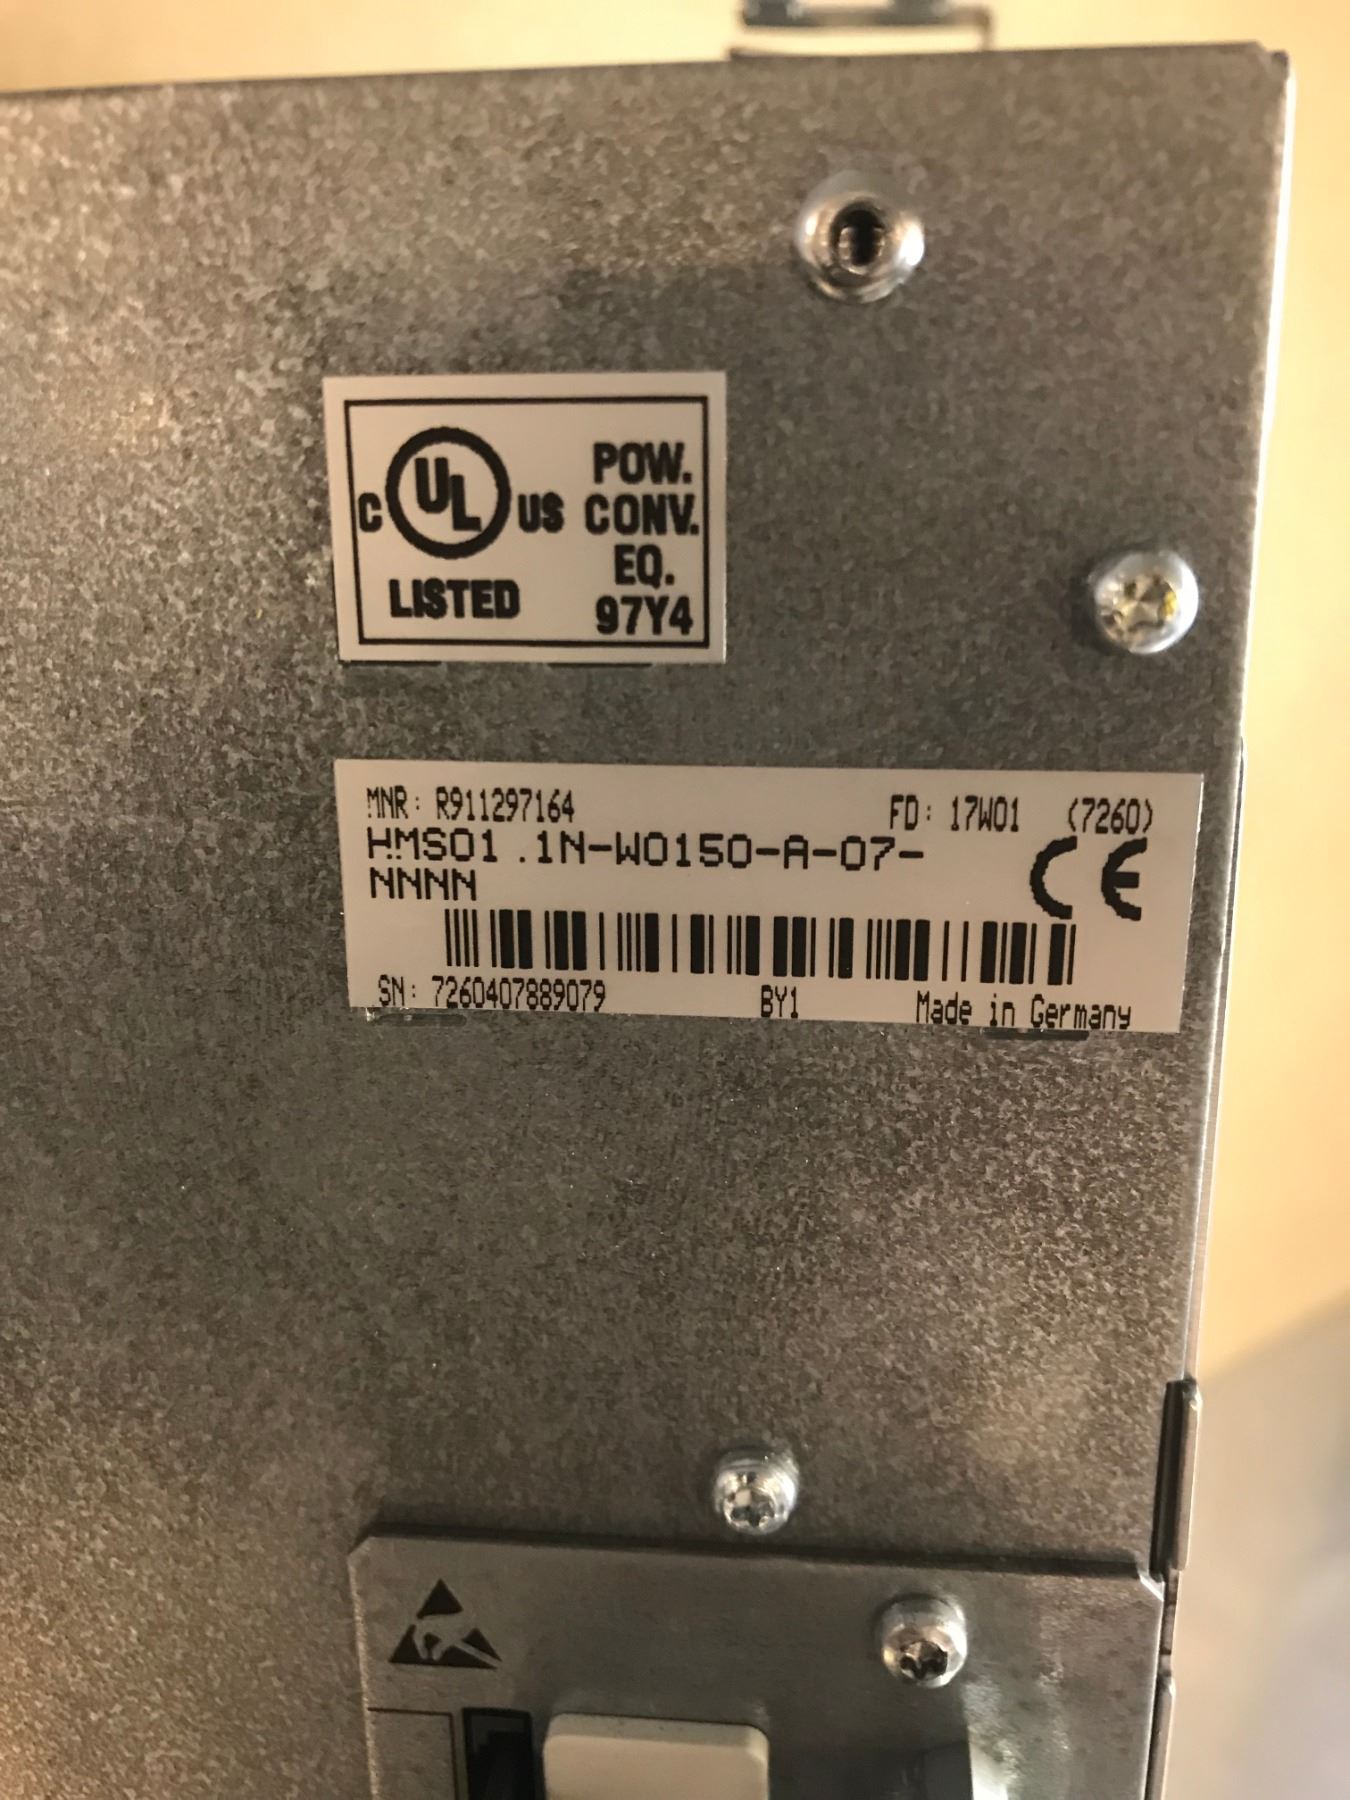 C UL US
LISTED
POW.
CONV.
EQ.
97Y4
MNR: R911297164 FD: 17W01 (7260)
HMS01.1N-W0150-A-07-
NNNN
CE
SN: 7260407889079 BY1 Made in Germany